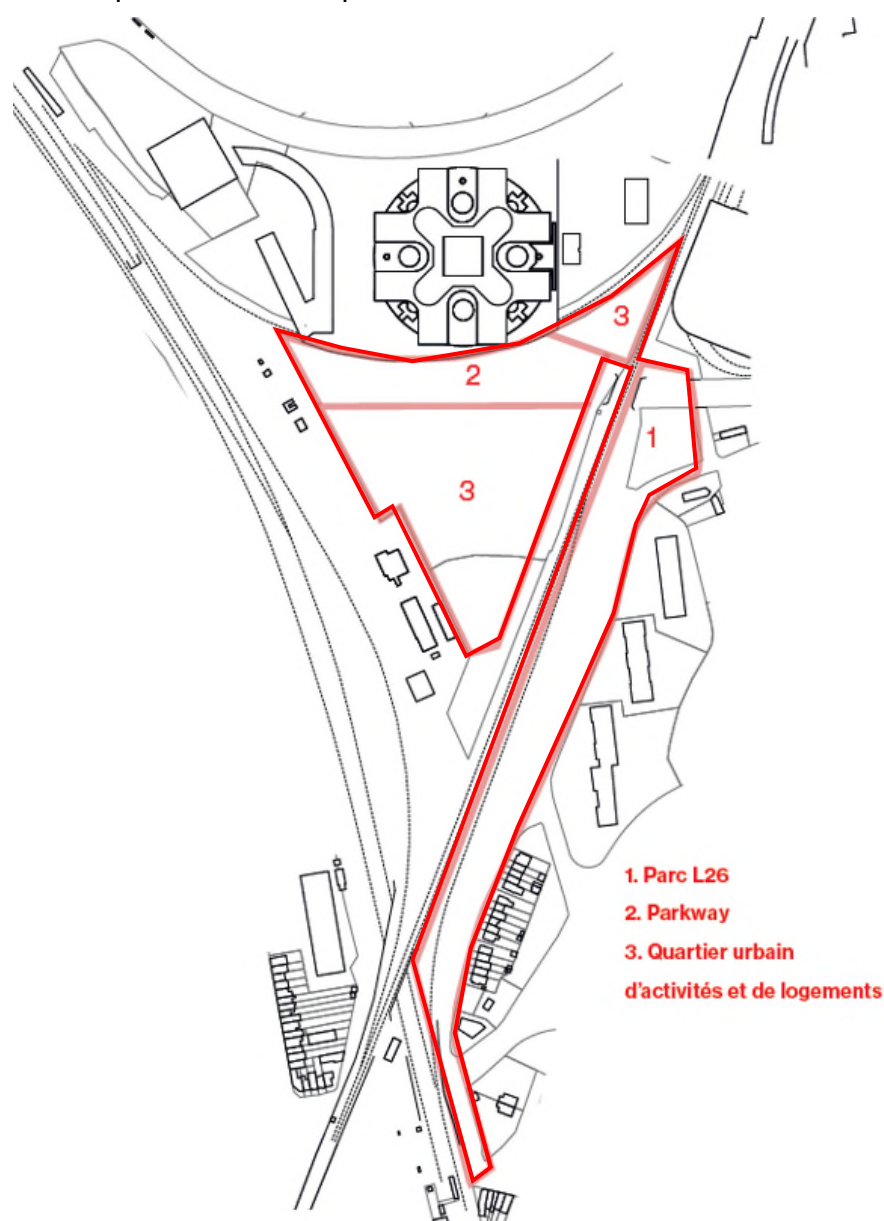 3
2
1
3
1. Parc L26
2. Parkway
3. Quartier urbain
d'activités et de logements